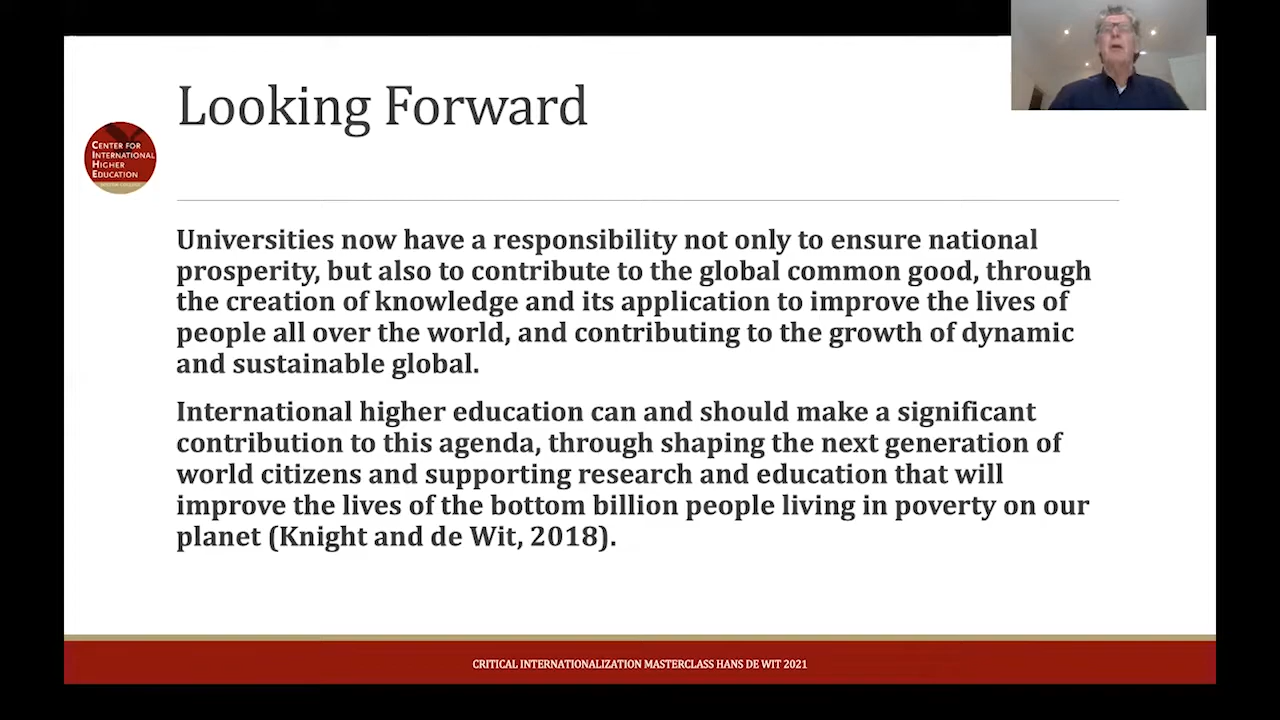 Looking Forward
CENTER FOR
INTERNATIONAL
HIGHER
EDUCATION
BOSTON COLLEGE
Universities now have a responsibility not only to ensure national
prosperity, but also to contribute to the global common good, through
the creation of knowledge and its application to improve the lives of
people all over the world, and contributing to the growth of dynamic
and sustainable global.
International higher education can and should make a significant
contribution to this agenda, through shaping the next generation of
world citizens and supporting research and education that will
improve the lives of the bottom billion people living in poverty on our
planet (Knight and de Wit, 2018).
CRITICAL INTERNATIONALIZATION MASTERCLASS HANS DE WIT 2021